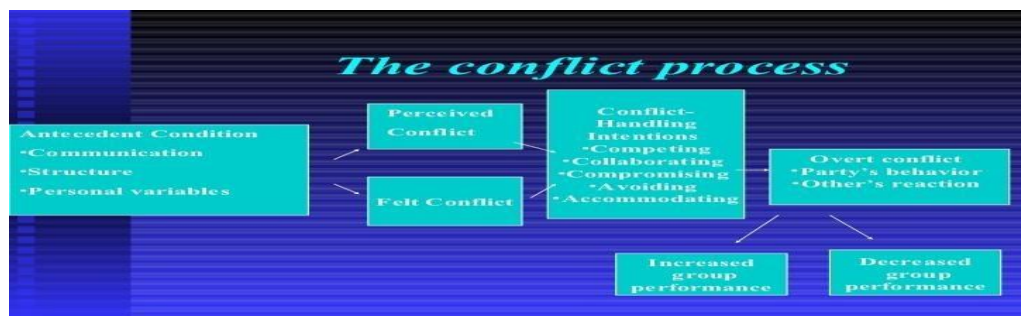 The conflict process
Antecedent Condition
•Communication
•Structure
•Personal variables
Perceived
Conflict
Felt Conflict
Conflict-
Handling
Intentions
•Competing
•Collaborating
•Compromising
•Avoiding
•Accommodating
Overt conflict
•Party's behavior
•Other's reaction
Increased
group
performance
Decreased
group
performance